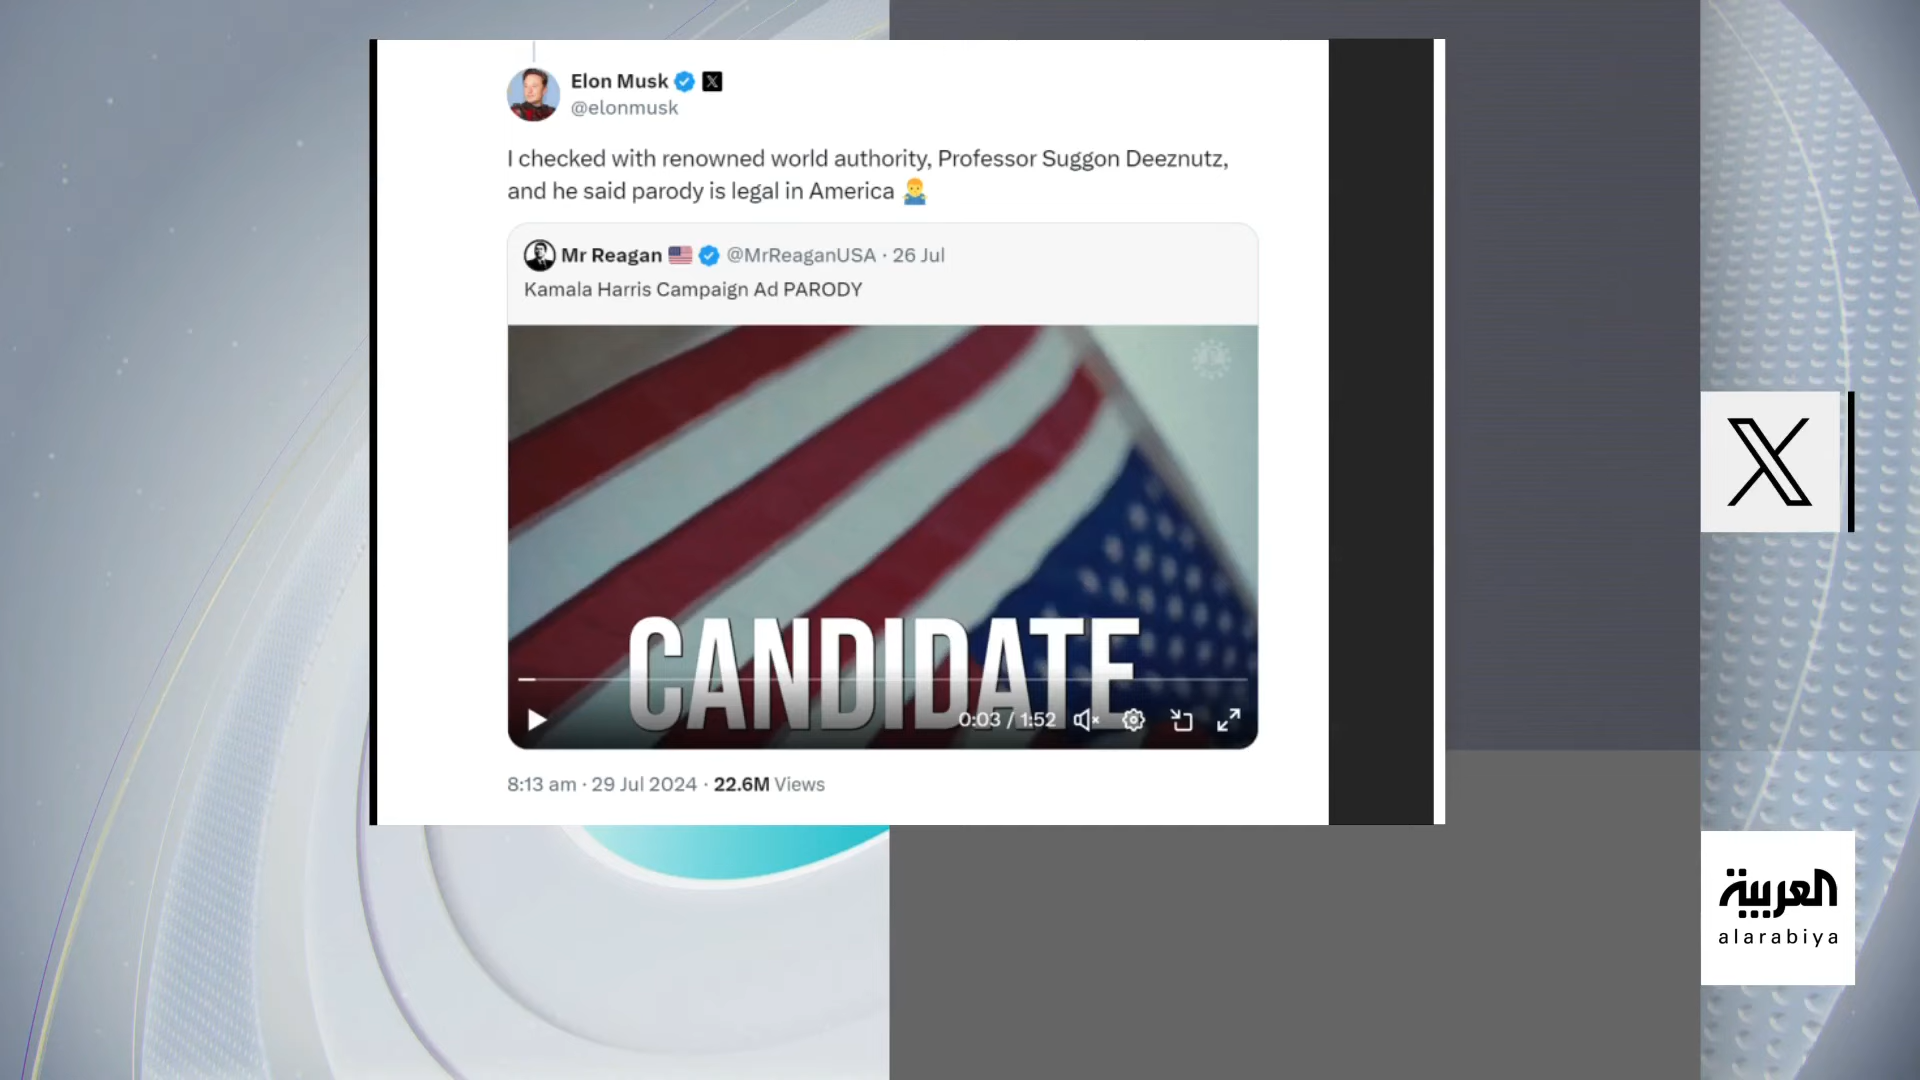 Elon Musk
@elonmusk
I checked with renowned world authority, Professor Suggon Deeznutz,
and he said parody is legal in America 🤷‍♂️
Mr Reagan 🇺🇸 @MrReaganUSA · 26 Jul
Kamala Harris Campaign Ad PARODY
CANDIDATE
0:03 / 1:52
8:13 am · 29 Jul 2024 · 22.6M Views
العربية
alarabiya